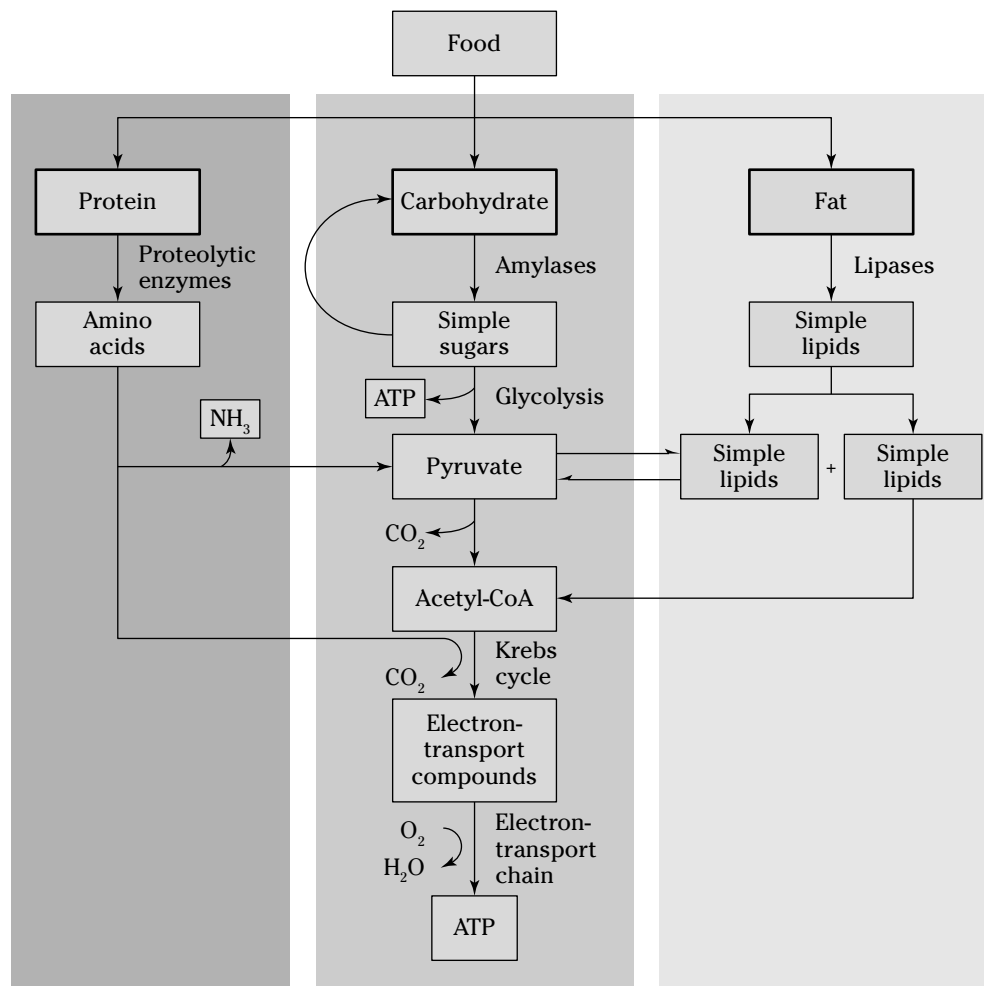 Food
Protein
Carbohydrate
Fat
Proteolytic
enzymes
Amylases
Lipases
Amino
acids
Simple
sugars
Simple
lipids
ATP
Glycolysis
NH₃
Pyruvate
Simple
lipids
+
Simple
lipids
CO₂
Acetyl-CoA
Krebs
cycle
CO₂
Electron-
transport
compounds
O₂
H₂O
Electron-
transport
chain
ATP